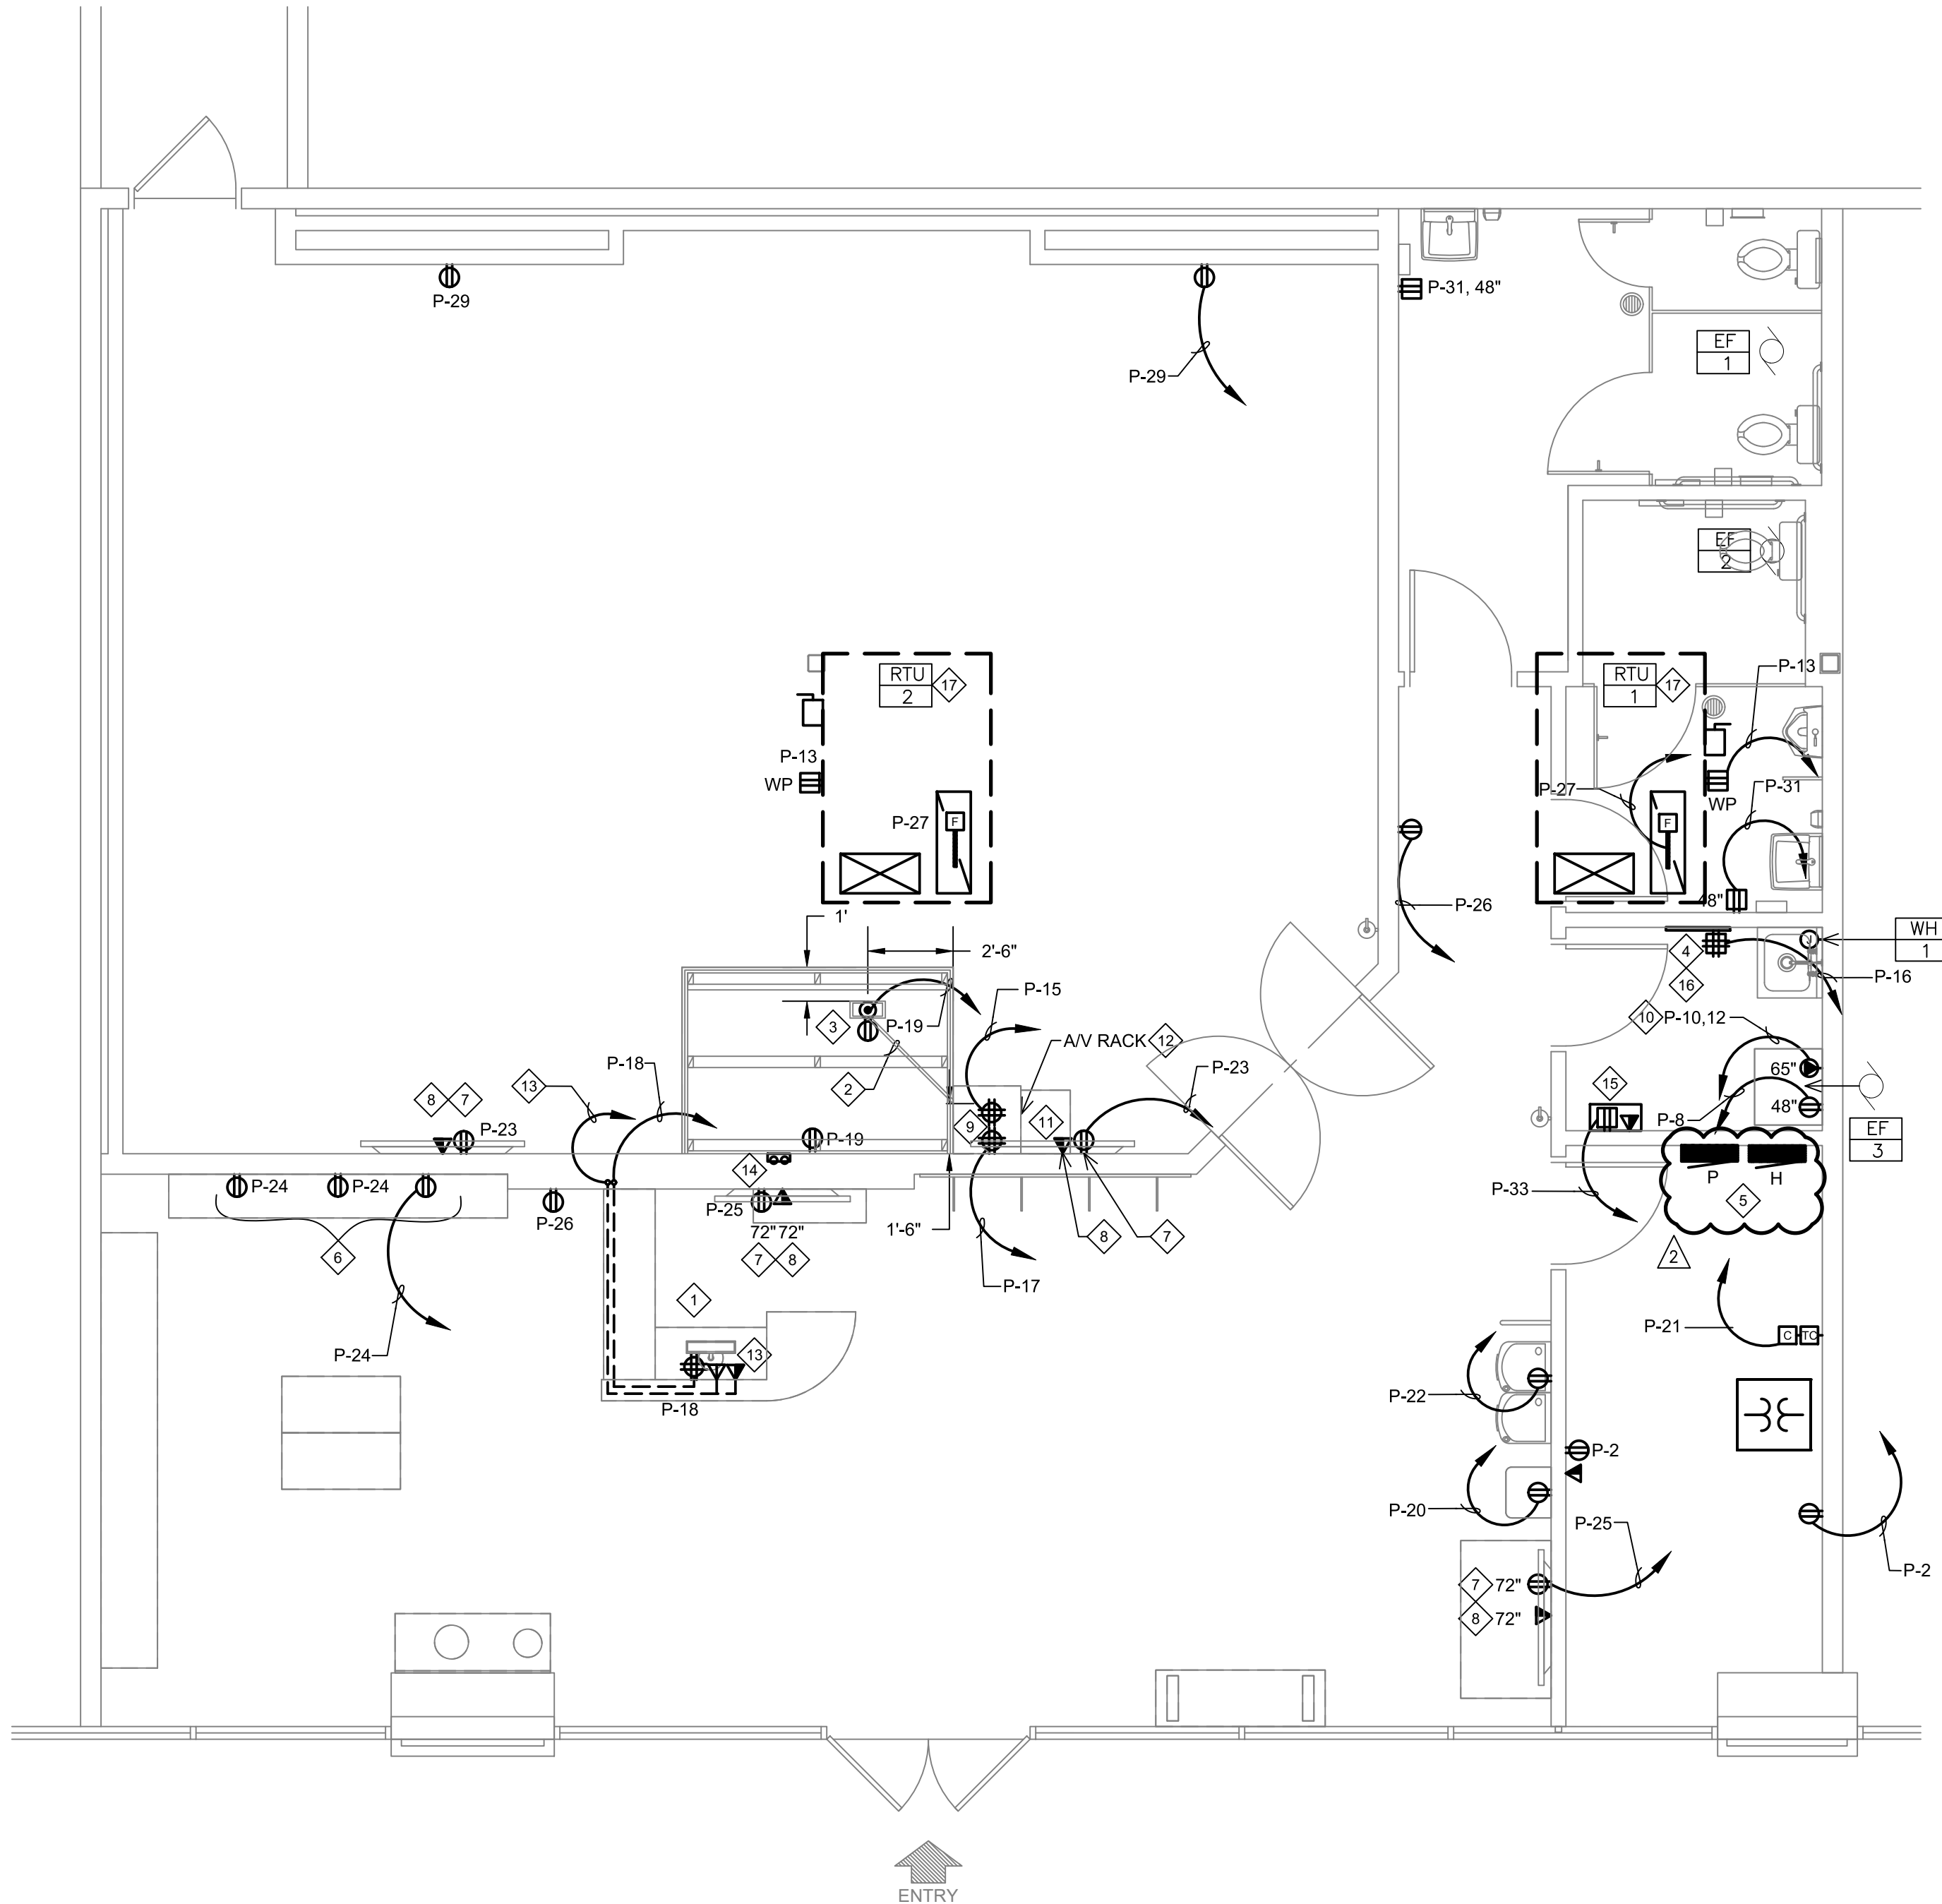 P-29
P-31, 48"
P-29
EF
1
EF
2
RTU
2
17
RTU
1
17
P-13
P-13
WP
P-27
F
P-27
F
WP
P-31
48"
P-26
1'
2'-6"
WH
1
4
16
P-16
P-15
P-19
3
2
A/V RACK
12
10
P-10,12
65"
48"
P-8
EF
3
15
13
P-18
P-23
8
7
P-23
P-19
9
11
14
P-24
P-24
P-26
P-25
72"
72"
7
8
1'-6"
6
P-24
P-17
8
7
P-33
P
H
5
2
1
13
P-18
P-21
C
TC
P-22
P-2
P-20
P-25
P-2
7
72"
8
72"
ENTRY